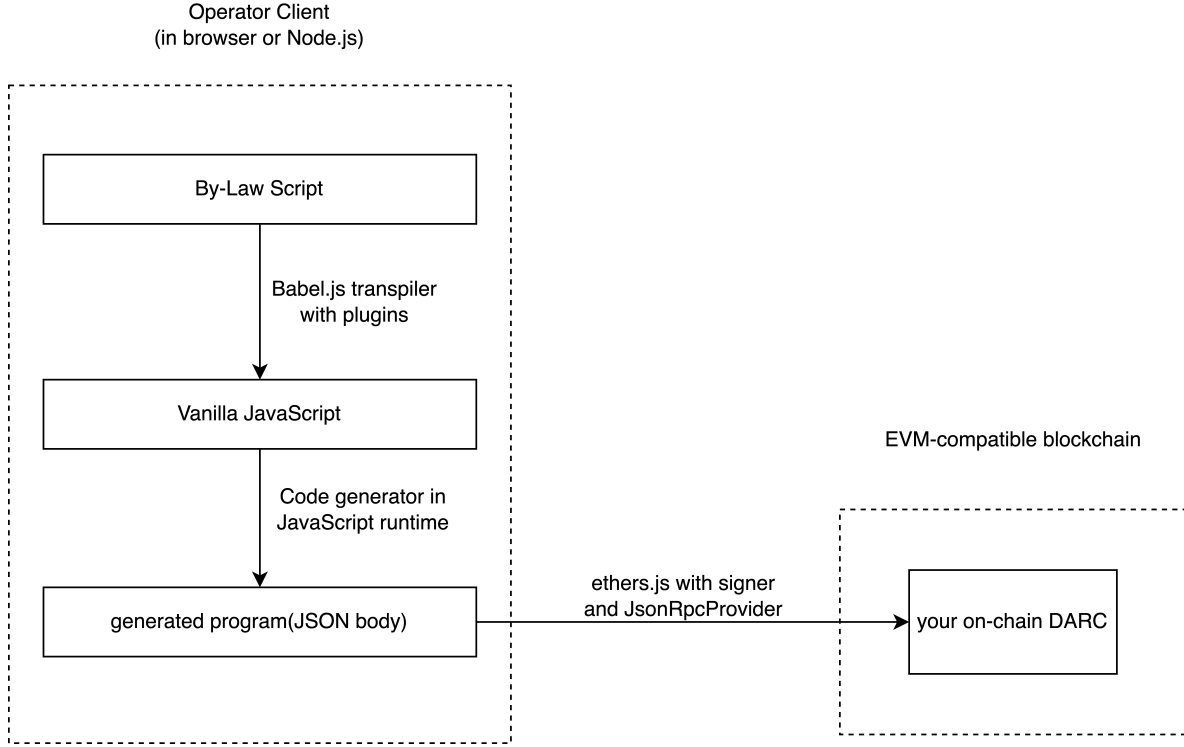 Operator Client
(in browser or Node.js)
By-Law Script
Babel.js transpiler
with plugins
Vanilla JavaScript
Code generator in
JavaScript runtime
generated program(JSON body)
ethers.js with signer
and JsonRpcProvider
EVM-compatible blockchain
your on-chain DARC